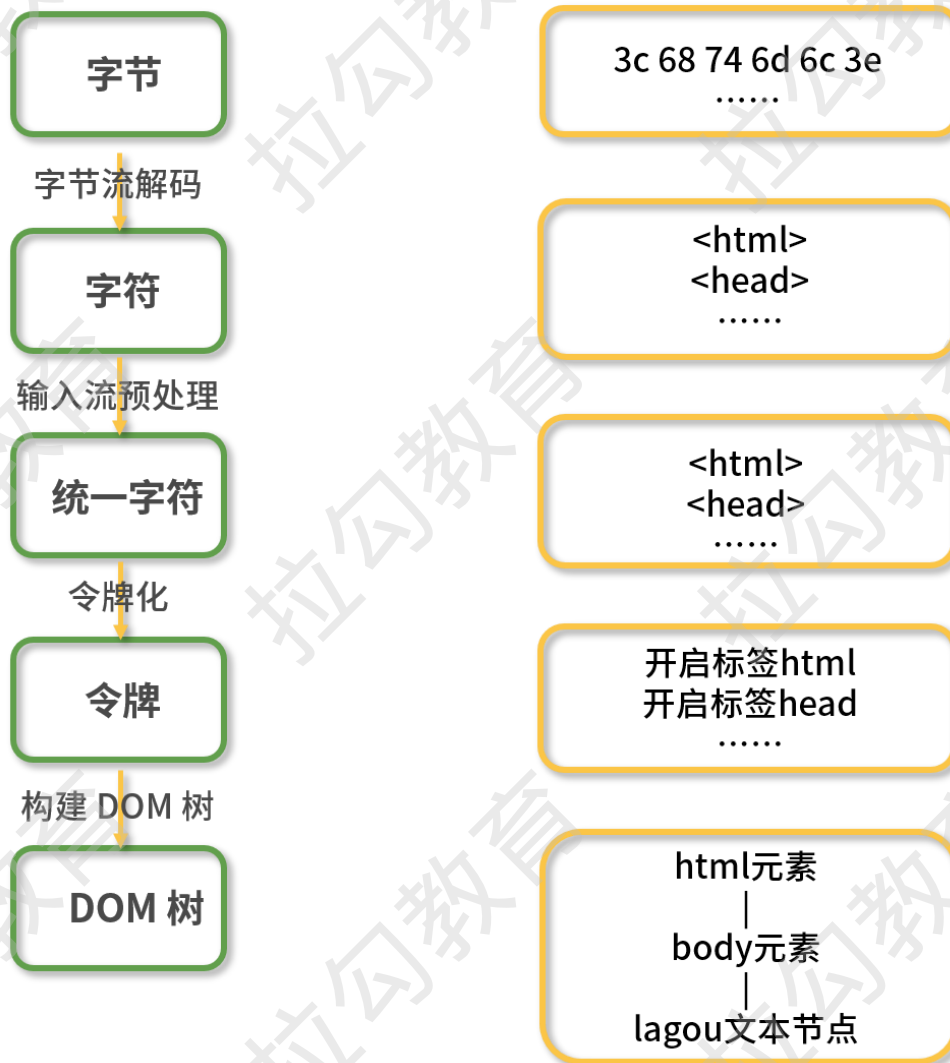 字节
3c 68 74 6d 6c 3e
……
字节流解码
字符
<html>
<head>
……
输入流预处理
统一字符
<html>
<head>
……
令牌化
令牌
开启标签html
开启标签head
……
构建 DOM 树
DOM 树
html元素
|
body元素
|
lagou文本节点
拉勾教育